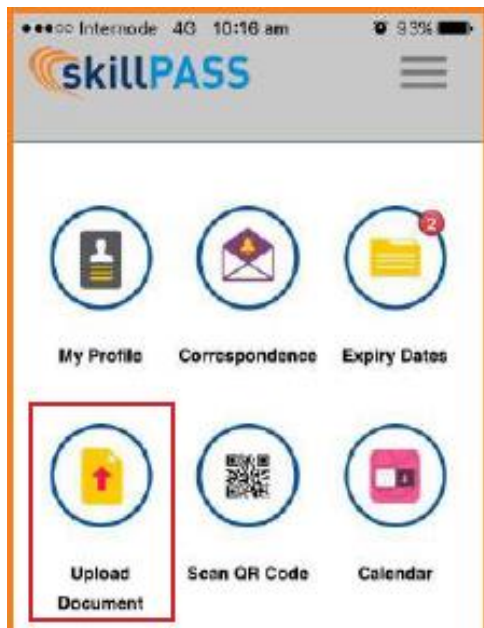 Internode 4G 10:16 am 93%
skillPASS
2
My Profile Correspondence Expiry Dates
Upload Scan QR Code Calendar
Document